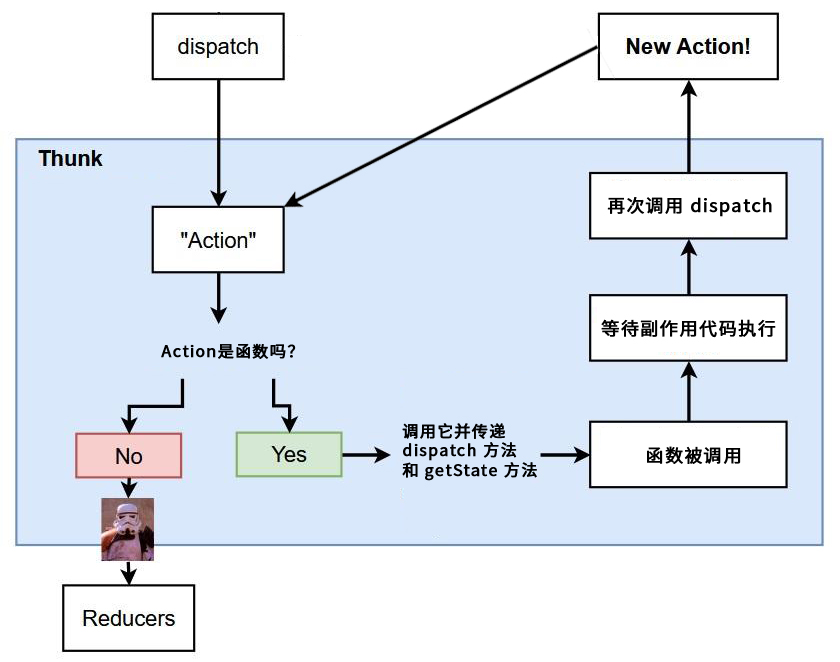 dispatch
New Action!
Thunk
"Action"
Action是函数吗?
No
Yes
调用它并传递
dispatch 方法
和 getState 方法
函数被调用
等待副作用代码执行
再次调用 dispatch
Reducers